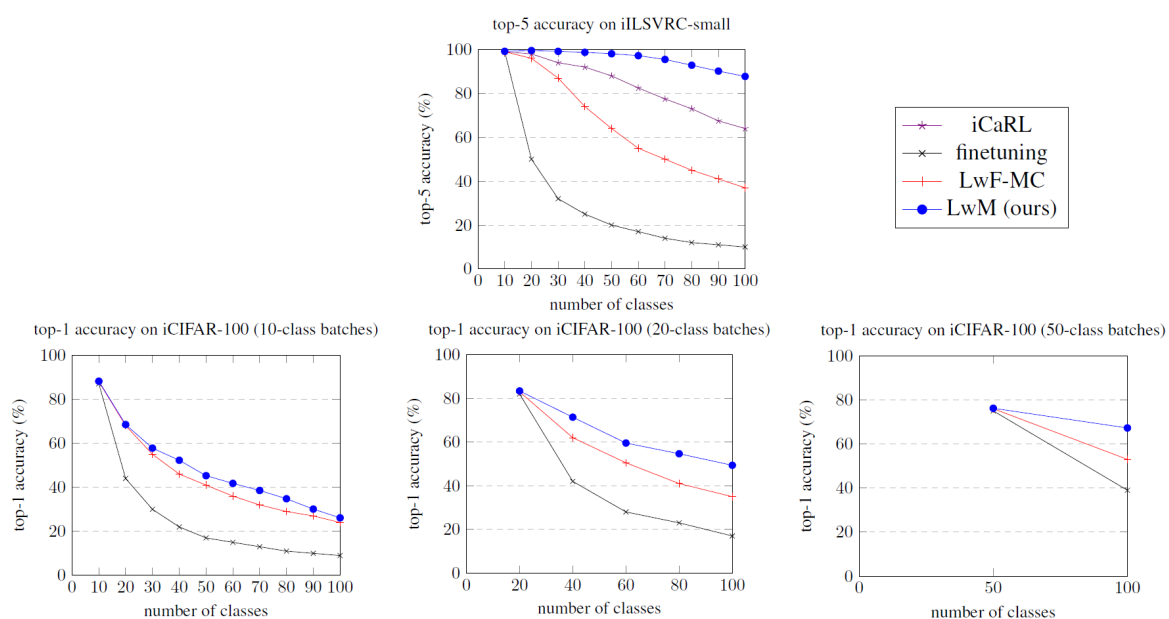 top-5 accuracy on iILSVRC-small
100
80
60
40
20
0
top-5 accuracy (%)
0 10 20 30 40 50 60 70 80 90 100
number of classes
iCaRL
finetuning
LwF-MC
LwM (ours)
top-1 accuracy on iCIFAR-100 (10-class batches)
100
80
60
40
20
0
top-1 accuracy (%)
0 10 20 30 40 50 60 70 80 90 100
number of classes
top-1 accuracy on iCIFAR-100 (20-class batches)
100
80
60
40
20
0
top-1 accuracy (%)
0 20 40 60 80 100
number of classes
top-1 accuracy on iCIFAR-100 (50-class batches)
100
80
60
40
20
0
top-1 accuracy (%)
0 50 100
number of classes